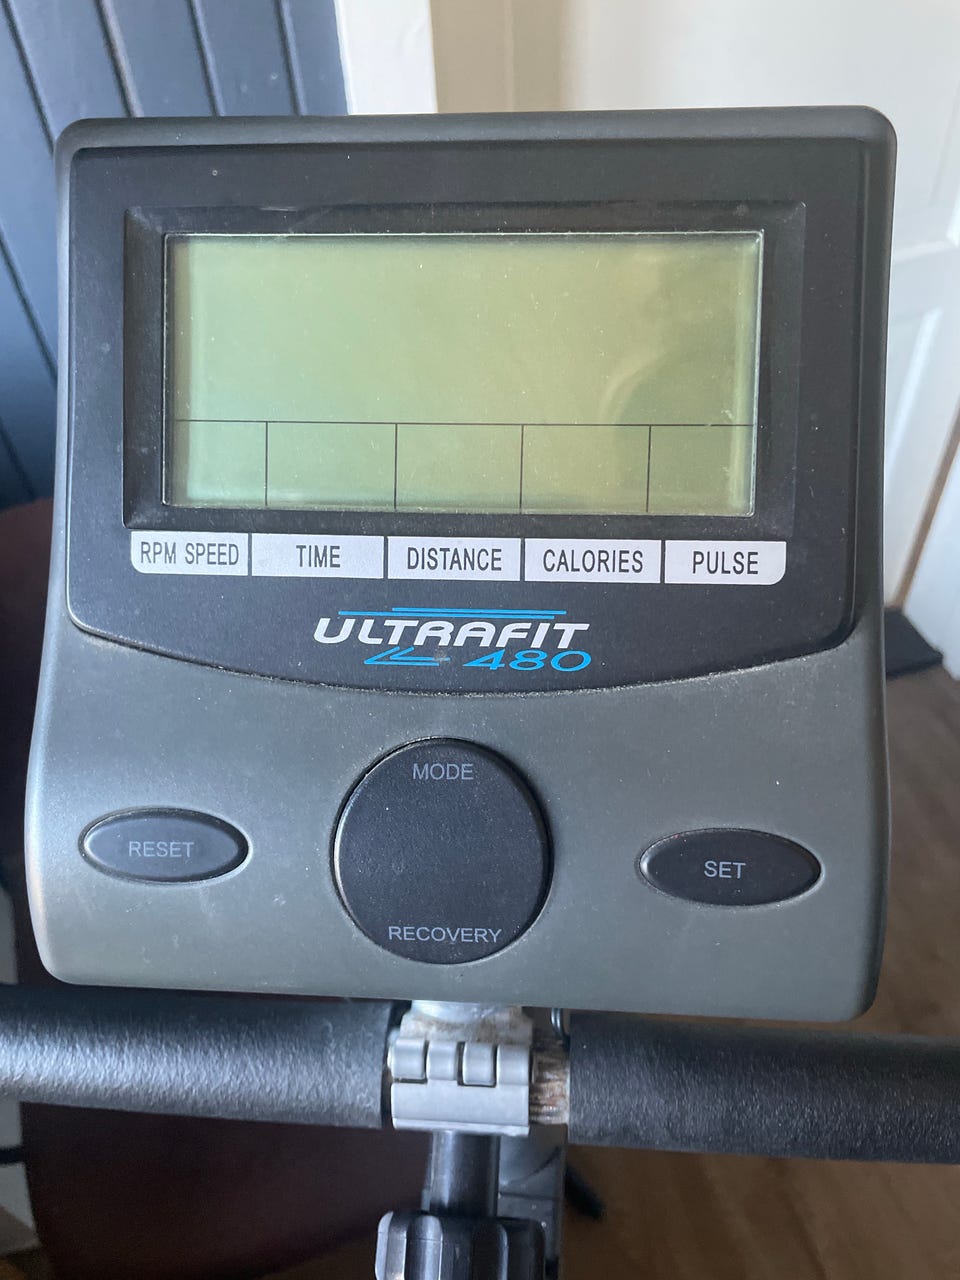 RPM SPEED TIME DISTANCE CALORIES PULSE
ULTRAFIT
480
MODE
RESET
SET
RECOVERY